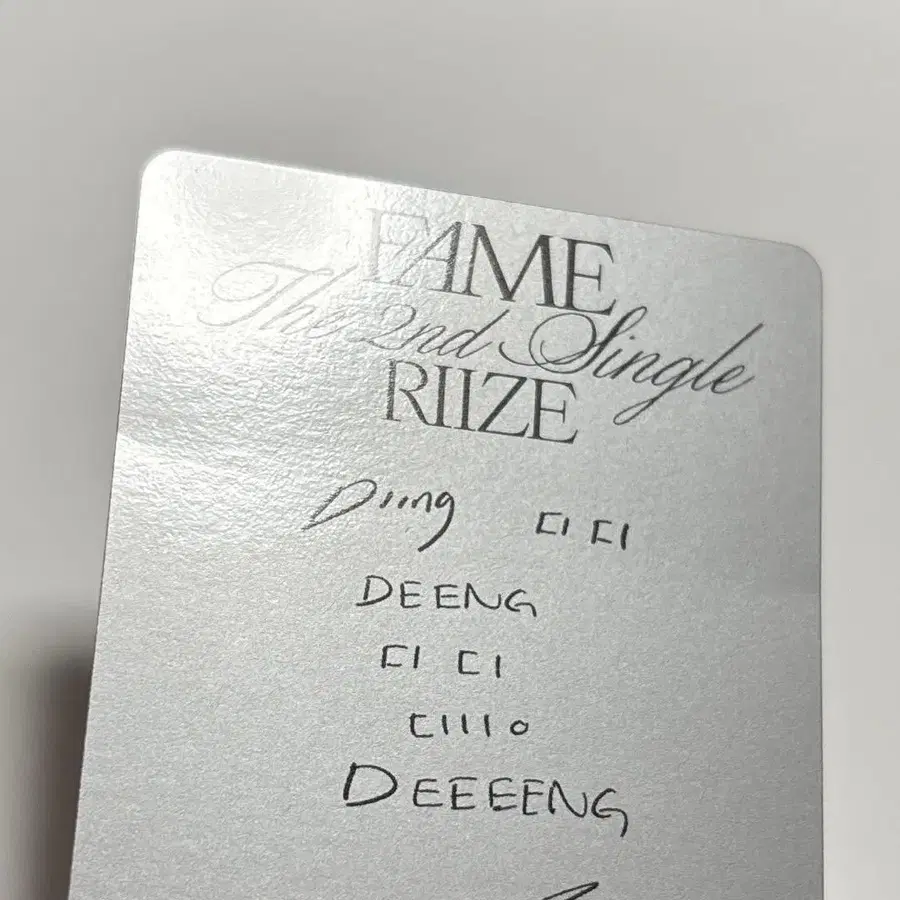 FAME
The 2nd Single
RIIZE
Diing 디디
DEENG
디 디
디ㅣㅣㅇ
DEEEENG